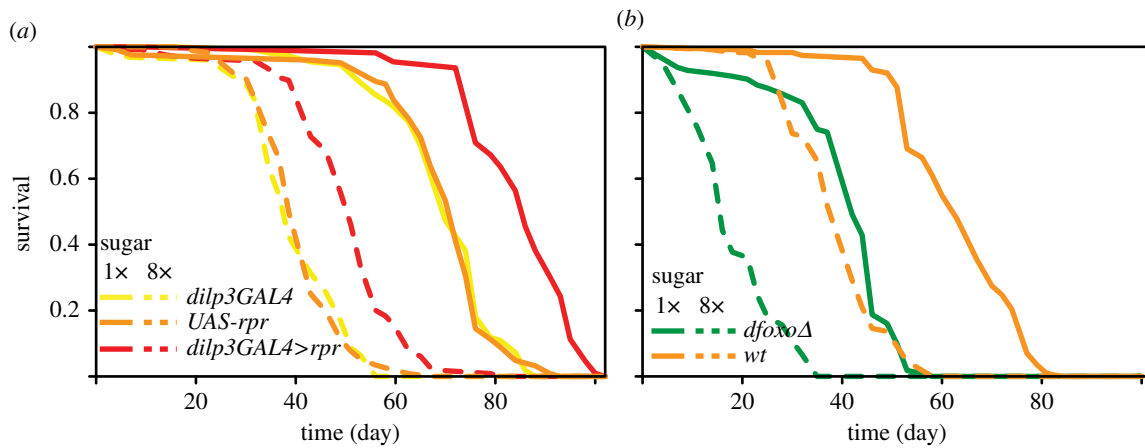 (a)
(b)
0.8
0.6
0.4
0.2
survival
sugar
1× 8×
dilp3GAL4
UAS-rpr
dilp3GAL4>rpr
20 40 60 80
time (day)
sugar
1× 8×
dfoxoΔ
wt
20 40 60 80
time (day)